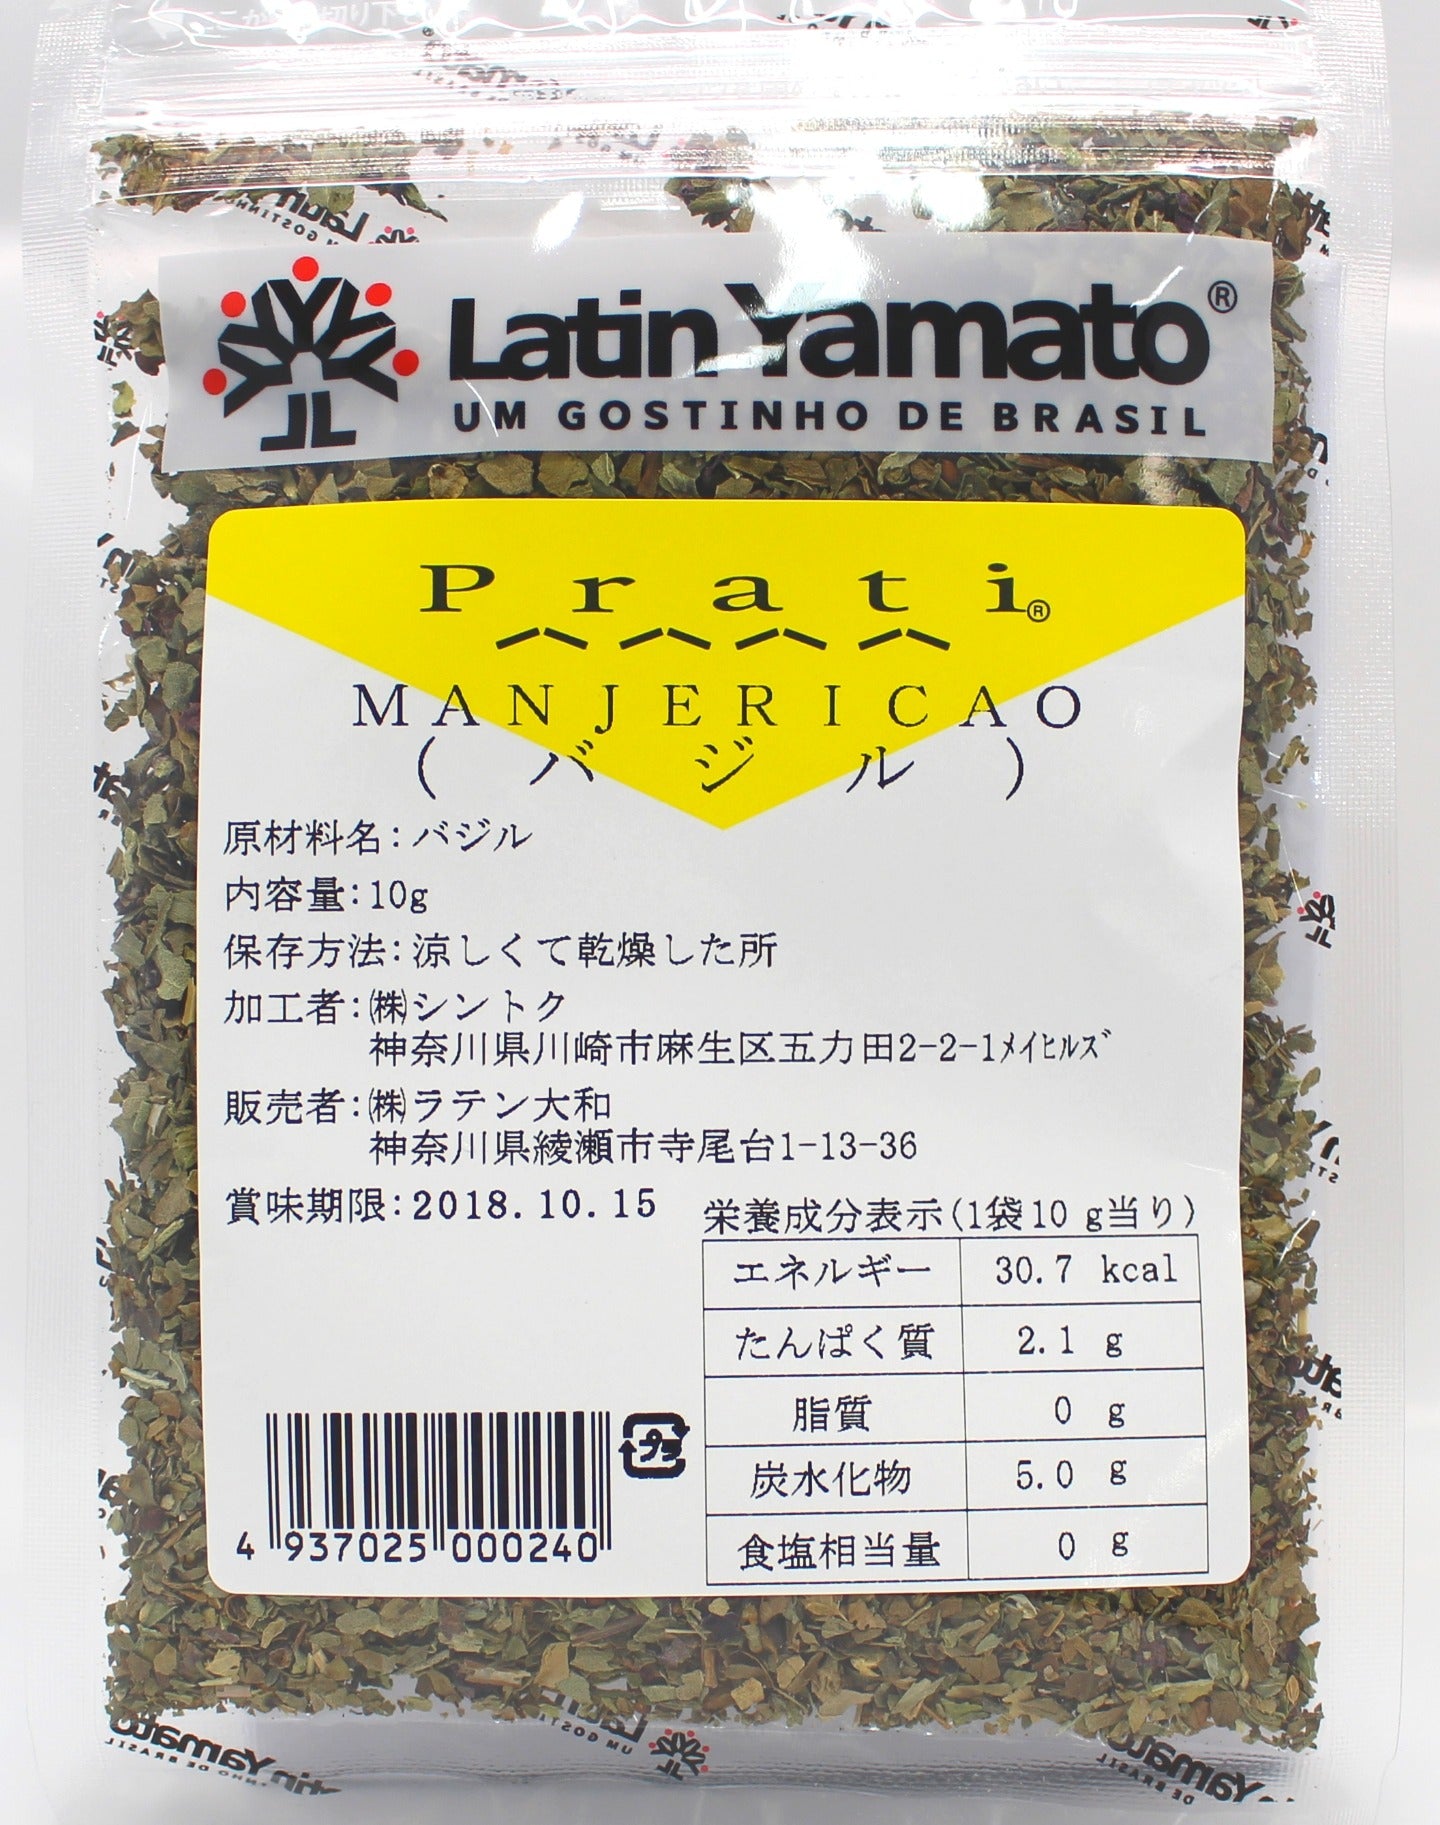 Latin Yamato®
UM GOSTINHO DE BRASIL
Prati®
MANJERICAO
(バジル)
原材料名:バジル
内容量:10g
保存方法:涼しくて乾燥した所
加工者:㈱シントク
神奈川県川崎市麻生区五力田2-2-1ﾒｲﾋﾙｽﾞ
販売者:㈱ラテン大和
神奈川県綾瀬市寺尾台1-13-36
賞味期限:2018.10.15
栄養成分表示(1袋10 g当り)
エネルギー 30.7 kcal
たんぱく質 2.1 g
脂質 0 g
炭水化物 5.0 g
食塩相当量 0 g
プラ
4 937025 000240